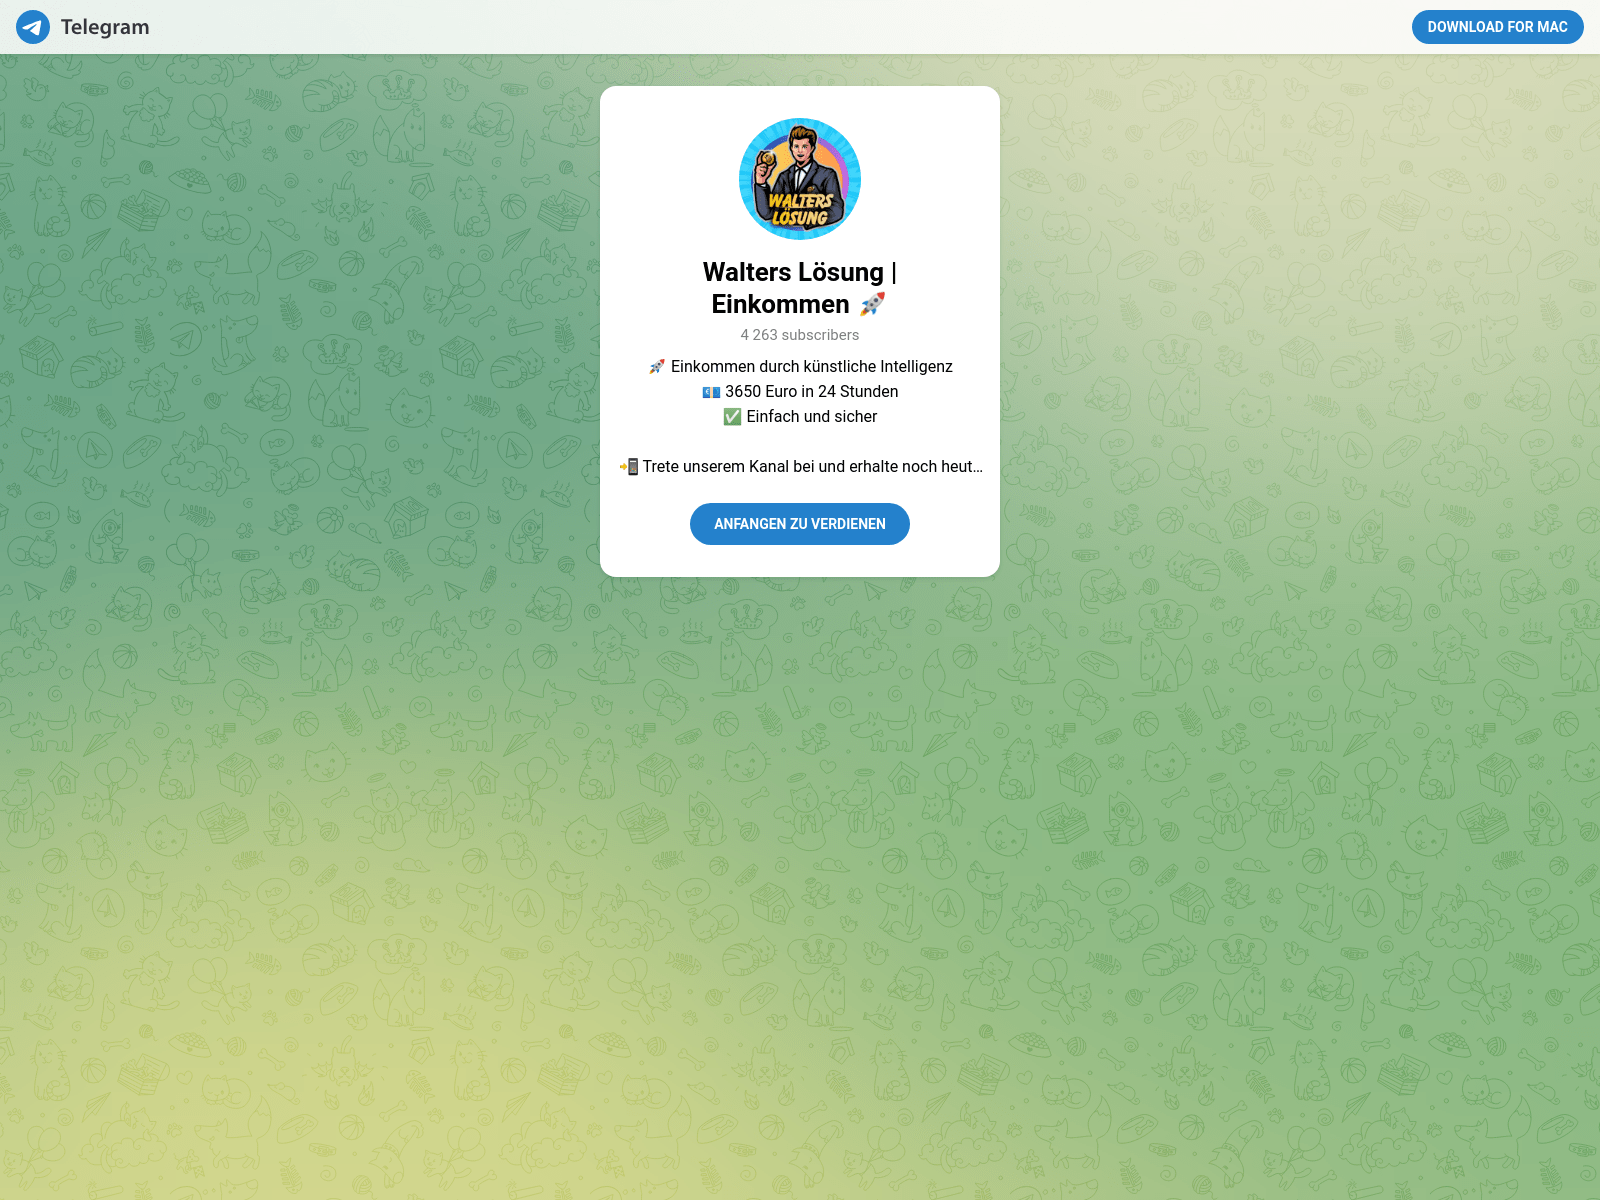 Telegram
DOWNLOAD FOR MAC
WALTERS
LÖSUNG
Walters Lösung |
Einkommen 🚀
4 263 subscribers
🚀 Einkommen durch künstliche Intelligenz
💶 3650 Euro in 24 Stunden
✅ Einfach und sicher
📲 Trete unserem Kanal bei und erhalte noch heut...
ANFANGEN ZU VERDIENEN